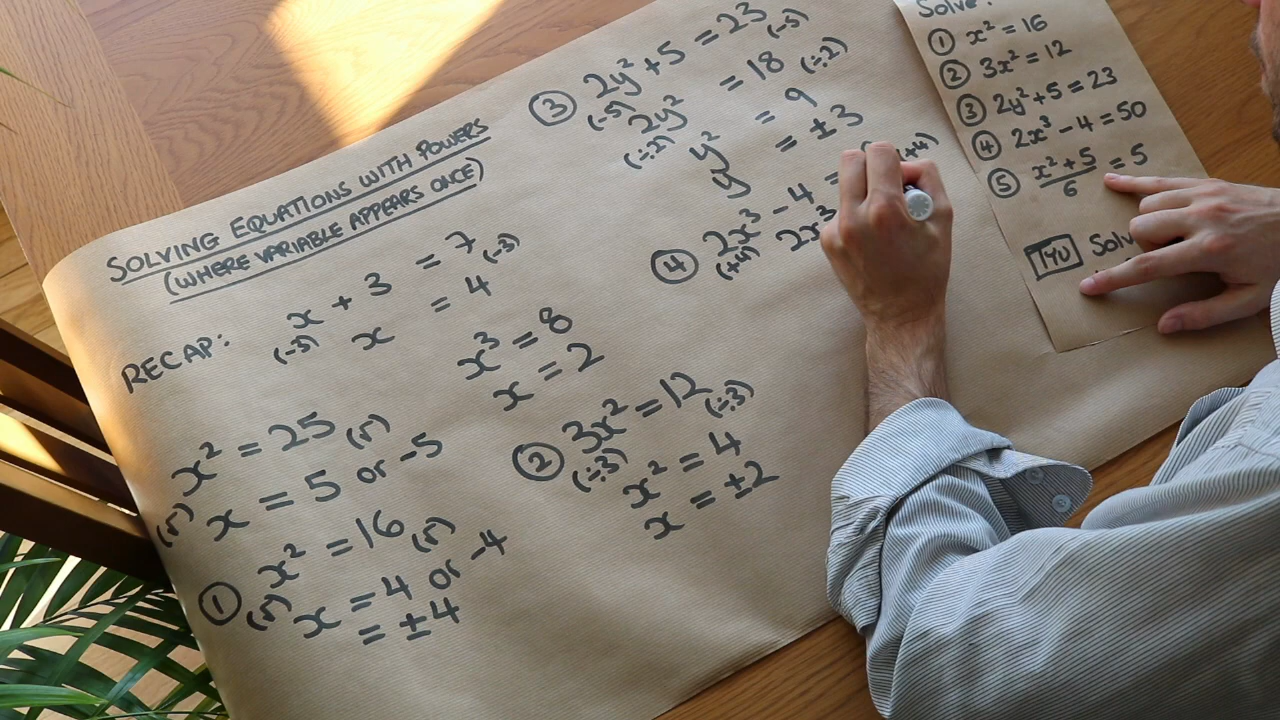 SOLVING EQUATIONS WITH POWERS
(WHERE VARIABLE APPEARS ONCE)
RECAP: x + 3 = 7
(-3) x = 4 (-3)
x² = 25
(√) x = 5 or -5 (√)
x³ = 8
x = 2
① x² = 16
(√) x = 4 or -4 (√)
= ±4
② 3x² = 12
(÷3) x² = 4 (÷3)
x = ±2
③ 2y² + 5 = 23
(-5) 2y² = 18 (-5)
(÷2) y² = 9 (÷2)
y = ±3
④ 2x³ - 4 =
(+4) 2x³ +4)
Solve:
① x² = 16
② 3x² = 12
③ 2y² + 5 = 23
④ 2x³ - 4 = 50
⑤ x² + 5 = 5
6
TYU Solv